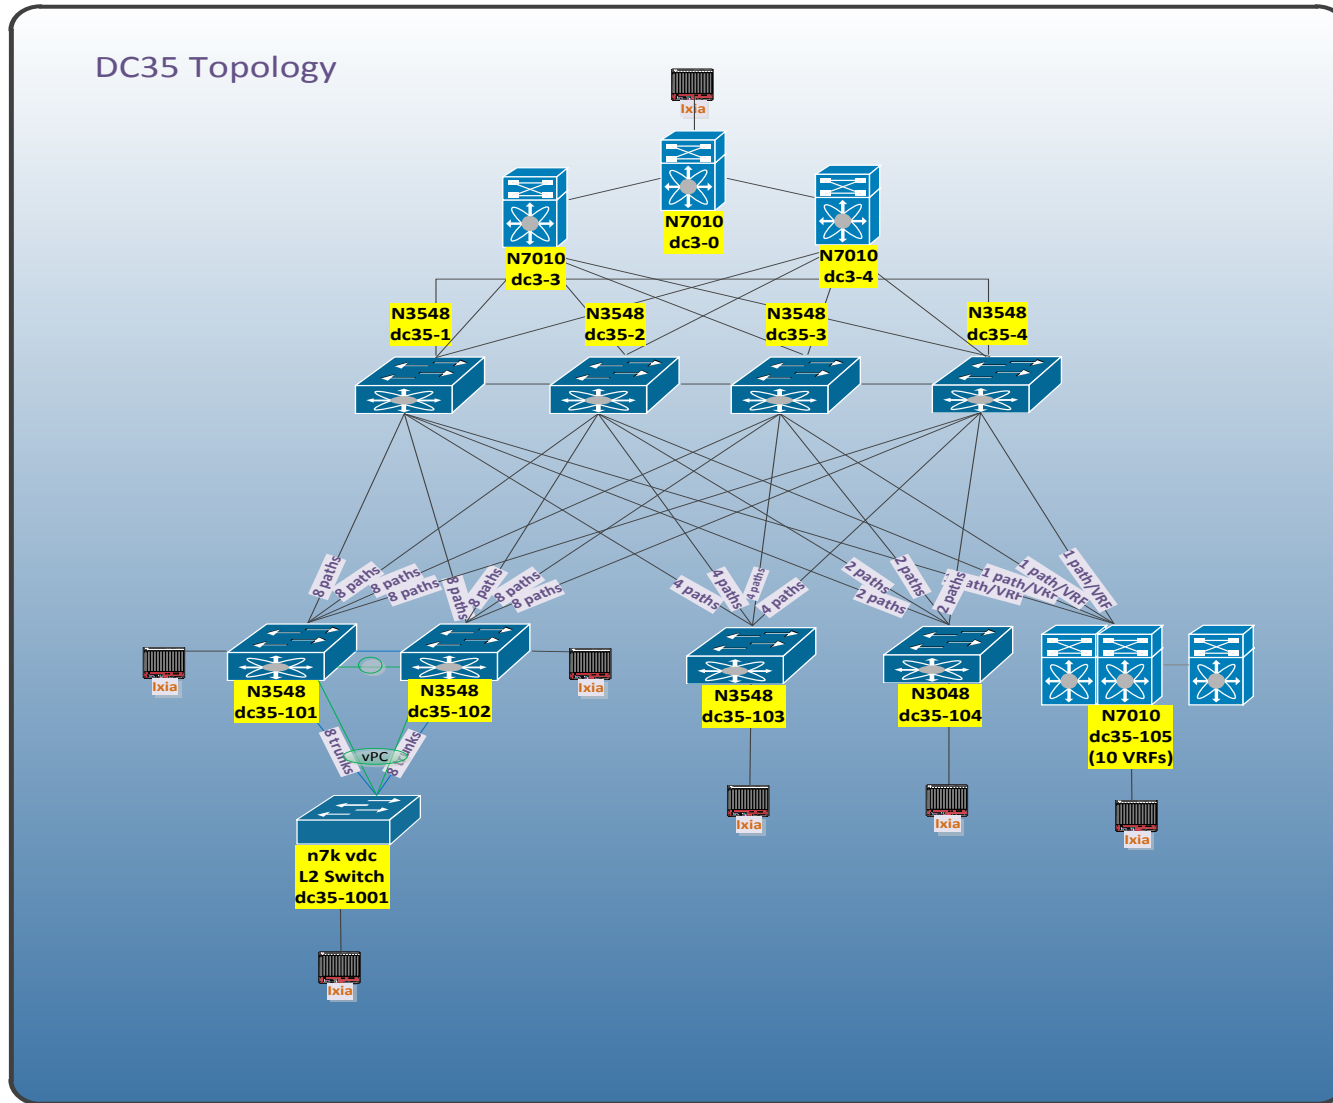 DC35 Topology
Ixia
N7010
dc3-0
N7010
dc3-3
N7010
dc3-4
N3548
dc35-1
N3548
dc35-2
N3548
dc35-3
N3548
dc35-4
8 paths
8 paths
8 paths
8 paths
8 paths
8 paths
8 paths
8 paths
4 paths
4 paths
4 paths
4 paths
2 paths
2 paths
2 paths
2 paths
path/VRF
1 path/VRF
1 path/VRF
1 path/VRF
Ixia
N3548
dc35-101
N3548
dc35-102
Ixia
N3548
dc35-103
N3048
dc35-104
N7010
dc35-105
(10 VRFs)
8 trunks
vPC
8 trunks
Ixia
Ixia
Ixia
n7k vdc
L2 Switch
dc35-1001
Ixia